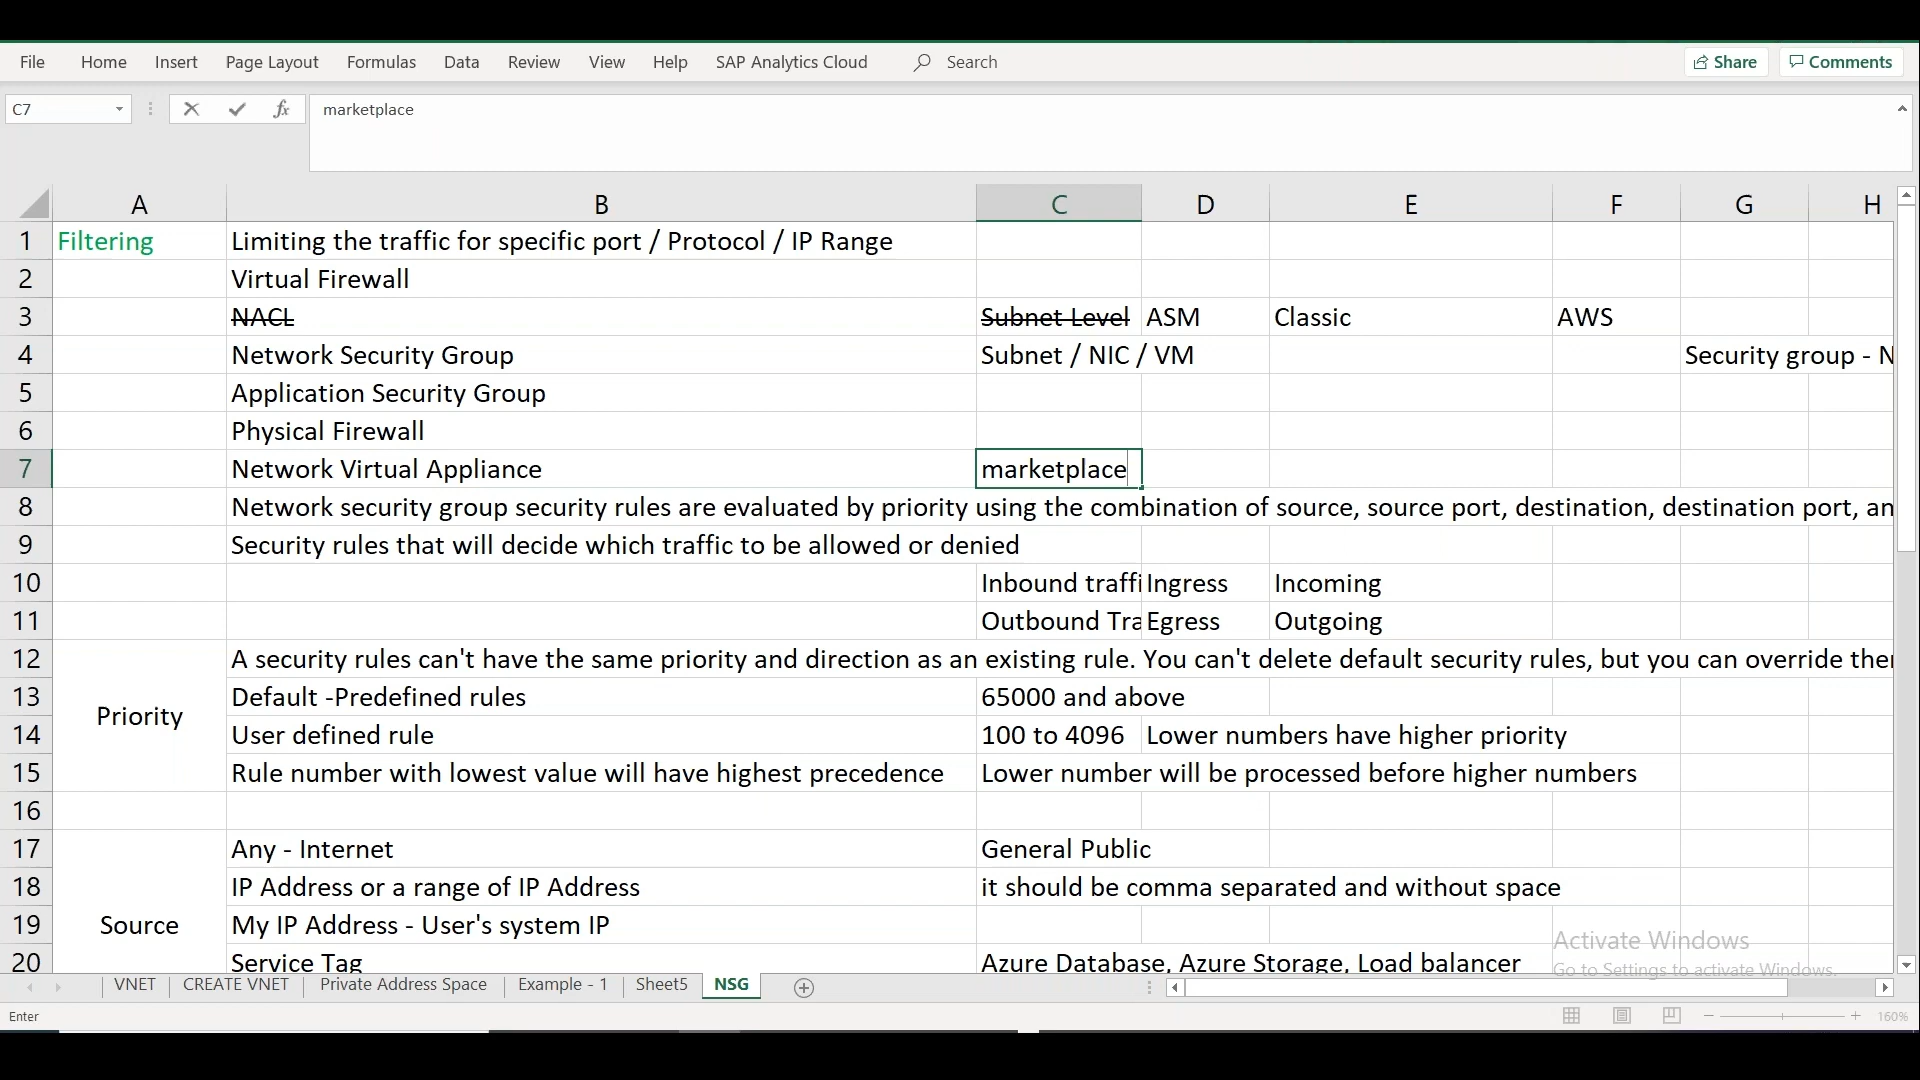 File Home Insert Page Layout Formulas Data Review View Help SAP Analytics Cloud Search Share Comments
C7 fx marketplace
A B C D E F G H
1 Filtering Limiting the traffic for specific port / Protocol / IP Range
2 Virtual Firewall
3 NACL Subnet Level ASM Classic AWS
4 Network Security Group Subnet / NIC / VM Security group - N
5 Application Security Group
6 Physical Firewall
7 Network Virtual Appliance marketplace
8 Network security group security rules are evaluated by priority using the combination of source, source port, destination, destination port, an
9 Security rules that will decide which traffic to be allowed or denied
10 Inbound traffi Ingress Incoming
11 Outbound Tra Egress Outgoing
12 A security rules can't have the same priority and direction as an existing rule. You can't delete default security rules, but you can override the
13 Default -Predefined rules 65000 and above
Priority
14 User defined rule 100 to 4096 Lower numbers have higher priority
15 Rule number with lowest value will have highest precedence Lower number will be processed before higher numbers
16
17 Any - Internet General Public
18 IP Address or a range of IP Address it should be comma separated and without space
19 Source My IP Address - User's system IP
Activate Windows
20 Service Tag Azure Database, Azure Storage, Load balancer
Go to Settings to activate Windows.
VNET CREATE VNET Private Address Space Example - 1 Sheet5 NSG
Enter 160%